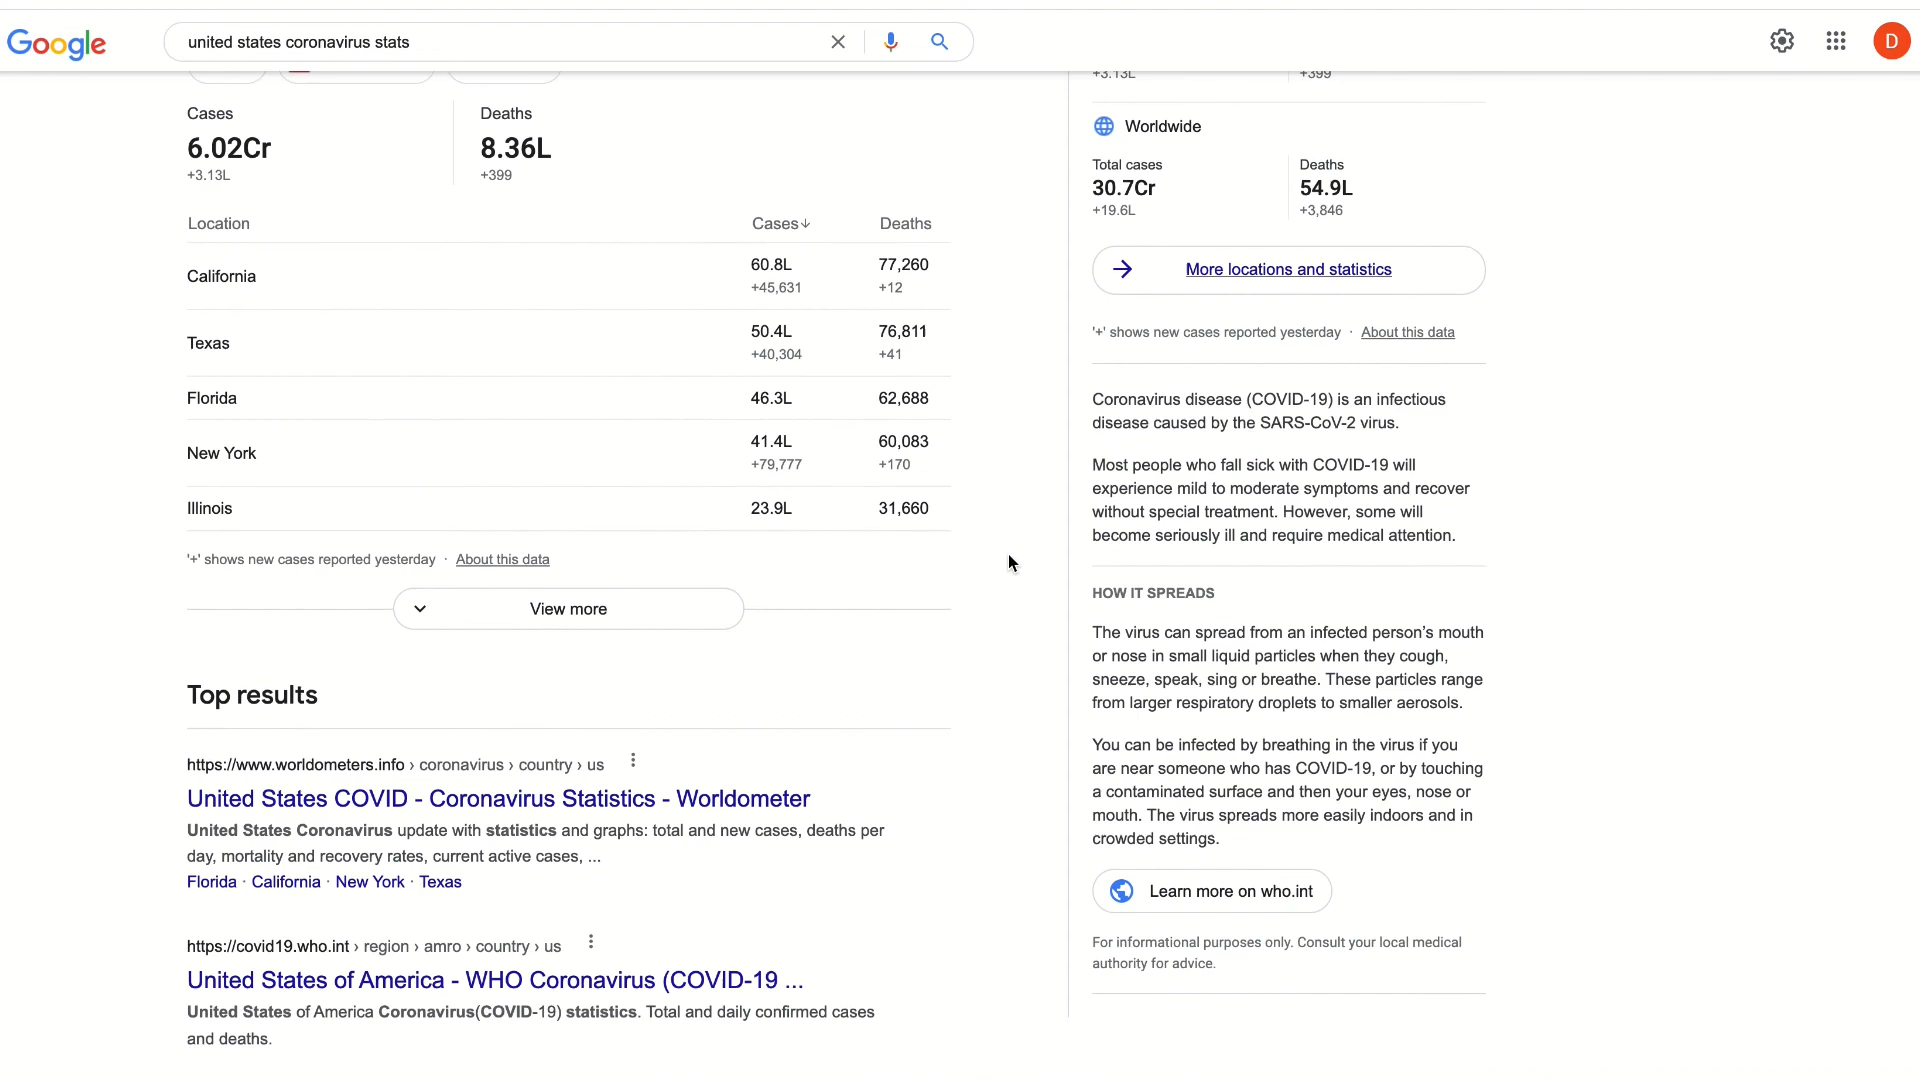 Google
united states coronavirus stats
D
Cases
6.02Cr
+3.13L
Deaths
8.36L
+399
Location Cases↓ Deaths
California 60.8L 77,260
+45,631 +12
Texas 50.4L 76,811
+40,304 +41
Florida 46.3L 62,688
New York 41.4L 60,083
+79,777 +170
Illinois 23.9L 31,660
'+' shows new cases reported yesterday · About this data
View more
Top results
https://www.worldometers.info › coronavirus › country › us
United States COVID - Coronavirus Statistics - Worldometer
United States Coronavirus update with statistics and graphs: total and new cases, deaths per
day, mortality and recovery rates, current active cases, ...
Florida · California · New York · Texas
https://covid19.who.int › region › amro › country › us
United States of America - WHO Coronavirus (COVID-19 ...
United States of America Coronavirus(COVID-19) statistics. Total and daily confirmed cases
and deaths.
+3.13L +399
Worldwide
Total cases
30.7Cr
+19.6L
Deaths
54.9L
+3,846
More locations and statistics
'+' shows new cases reported yesterday · About this data
Coronavirus disease (COVID-19) is an infectious
disease caused by the SARS-CoV-2 virus.
Most people who fall sick with COVID-19 will
experience mild to moderate symptoms and recover
without special treatment. However, some will
become seriously ill and require medical attention.
HOW IT SPREADS
The virus can spread from an infected person’s mouth
or nose in small liquid particles when they cough,
sneeze, speak, sing or breathe. These particles range
from larger respiratory droplets to smaller aerosols.
You can be infected by breathing in the virus if you
are near someone who has COVID-19, or by touching
a contaminated surface and then your eyes, nose or
mouth. The virus spreads more easily indoors and in
crowded settings.
Learn more on who.int
For informational purposes only. Consult your local medical
authority for advice.